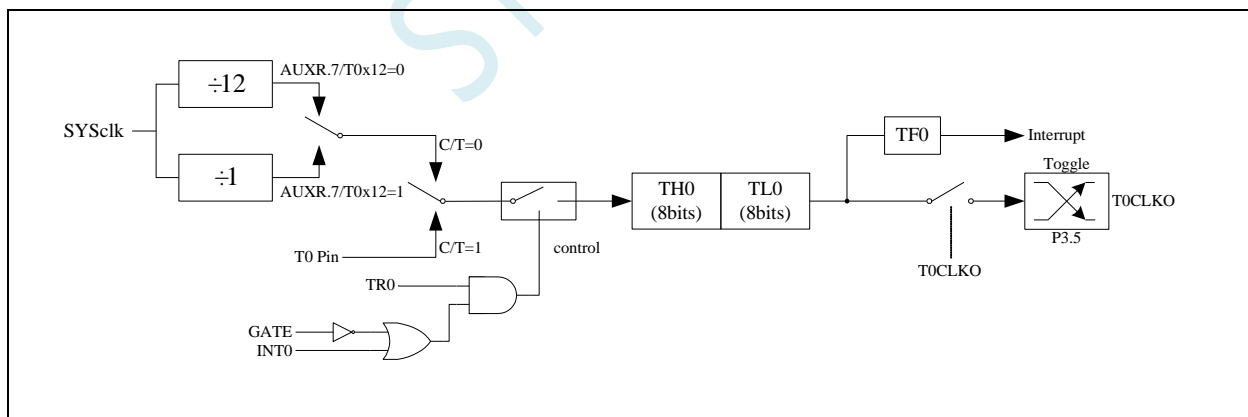 AUXR.7/T0x12=0
÷12
SYSclk
÷1
AUXR.7/T0x12=1
C/T=0
C/T=1
T0 Pin
control
TR0
GATE
INT0
TH0
(8bits)
TL0
(8bits)
TF0
Interrupt
Toggle
T0CLKO
P3.5
T0CLKO